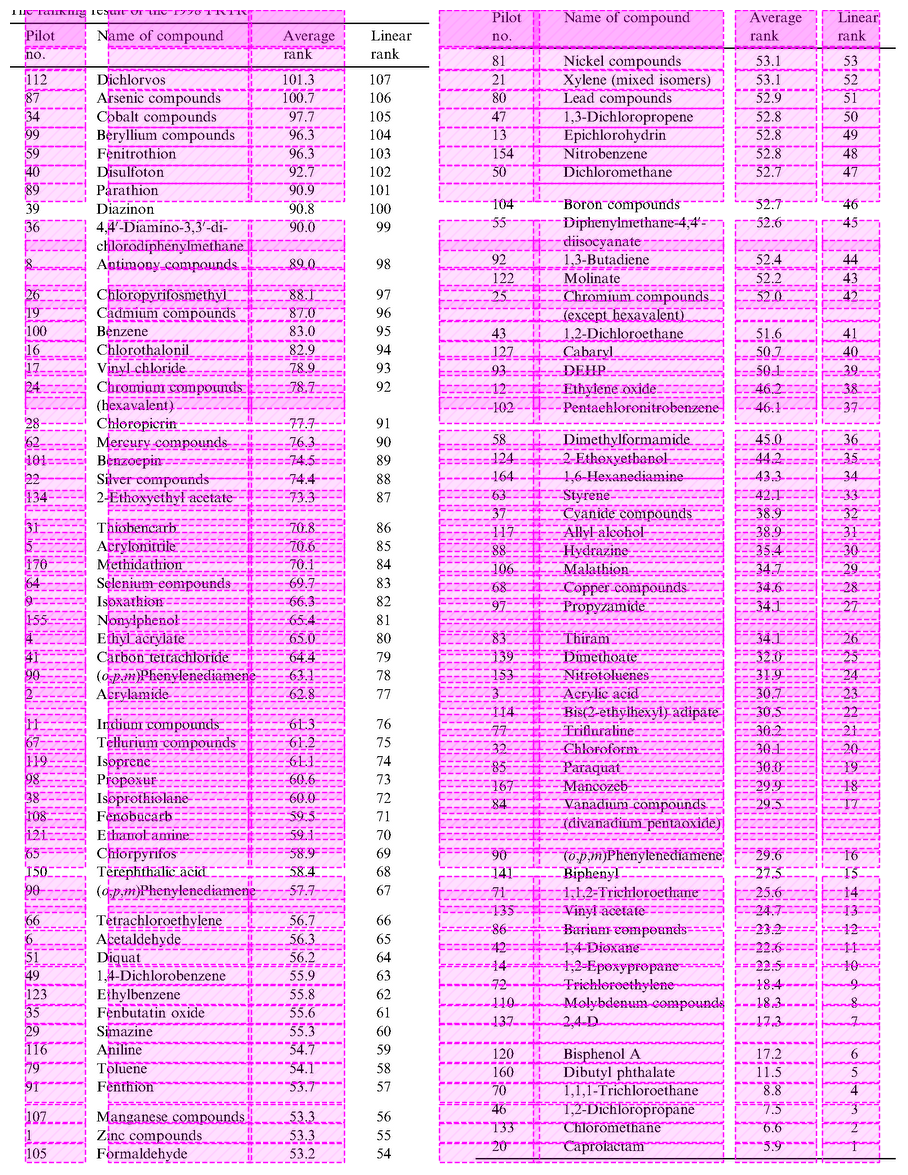 The ranking result of the 1998 PRTR
Pilot no. Name of compound Average rank Linear rank
112 Dichlorvos 101.3 107
87 Arsenic compounds 100.7 106
34 Cobalt compounds 97.7 105
99 Beryllium compounds 96.3 104
59 Fenitrothion 96.3 103
40 Disulfoton 92.7 102
89 Parathion 90.9 101
39 Diazinon 90.8 100
36 4,4′-Diamino-3,3′-di- 90.0 99
chlorodiphenylmethane
8 Antimony compounds 89.0 98
26 Chloropyrifosmethyl 88.1 97
19 Cadmium compounds 87.0 96
100 Benzene 83.0 95
16 Chlorothalonil 82.9 94
17 Vinyl chloride 78.9 93
24 Chromium compounds 78.7 92
(hexavalent)
28 Chloropicrin 77.7 91
62 Mercury compounds 76.3 90
101 Benzoepin 74.5 89
22 Silver compounds 74.4 88
134 2-Ethoxyethyl acetate 73.3 87
31 Thiobencarb 70.8 86
5 Acrylonitrile 70.6 85
170 Methidathion 70.1 84
64 Selenium compounds 69.7 83
9 Isoxathion 66.3 82
155 Nonylphenol 65.4 81
4 Ethyl acrylate 65.0 80
41 Carbon tetrachloride 64.4 79
90 (o,p,m)Phenylenediamene 63.1 78
2 Acrylamide 62.8 77
11 Indium compounds 61.3 76
67 Tellurium compounds 61.2 75
119 Isoprene 61.1 74
98 Propoxur 60.6 73
38 Isoprothiolane 60.0 72
108 Fenobucarb 59.5 71
121 Ethanol amine 59.1 70
65 Chlorpyrifos 58.9 69
150 Terephthalic acid 58.4 68
90 (o,p,m)Phenylenediamene 57.7 67
66 Tetrachloroethylene 56.7 66
6 Acetaldehyde 56.3 65
51 Diquat 56.2 64
49 1,4-Dichlorobenzene 55.9 63
123 Ethylbenzene 55.8 62
35 Fenbutatin oxide 55.6 61
29 Simazine 55.3 60
116 Aniline 54.7 59
79 Toluene 54.1 58
91 Fenthion 53.7 57
107 Manganese compounds 53.3 56
1 Zinc compounds 53.3 55
105 Formaldehyde 53.2 54
Pilot no. Name of compound Average rank Linear rank
81 Nickel compounds 53.1 53
21 Xylene (mixed isomers) 53.1 52
80 Lead compounds 52.9 51
47 1,3-Dichloropropene 52.8 50
13 Epichlorohydrin 52.8 49
154 Nitrobenzene 52.8 48
50 Dichloromethane 52.7 47
104 Boron compounds 52.7 46
55 Diphenylmethane-4,4′- 52.6 45
diisocyanate
92 1,3-Butadiene 52.4 44
122 Molinate 52.2 43
25 Chromium compounds 52.0 42
(except hexavalent)
43 1,2-Dichloroethane 51.6 41
127 Cabaryl 50.7 40
93 DEHP 50.1 39
12 Ethylene oxide 46.2 38
102 Pentachloronitrobenzene 46.1 37
58 Dimethylformamide 45.0 36
124 2-Ethoxyethanol 44.2 35
164 1,6-Hexanediamine 43.3 34
63 Styrene 42.1 33
37 Cyanide compounds 38.9 32
117 Allyl alcohol 38.9 31
88 Hydrazine 35.4 30
106 Malathion 34.7 29
68 Copper compounds 34.6 28
97 Propyzamide 34.1 27
83 Thiram 34.1 26
139 Dimethoate 32.0 25
153 Nitrotoluenes 31.9 24
3 Acrylic acid 30.7 23
114 Bis(2-ethylhexyl) adipate 30.5 22
77 Trifluraline 30.2 21
32 Chloroform 30.1 20
85 Paraquat 30.0 19
167 Mancozeb 29.9 18
84 Vanadium compounds 29.5 17
(divanadium pentaoxide)
90 (o,p,m)Phenylenediamene 29.6 16
141 Biphenyl 27.5 15
71 1,1,2-Trichloroethane 25.6 14
135 Vinyl acetate 24.7 13
86 Barium compounds 23.2 12
42 1,4-Dioxane 22.6 11
14 1,2-Epoxypropane 22.5 10
72 Trichloroethylene 18.4 9
110 Molybdenum compounds 18.3 8
137 2,4-D 17.3 7
120 Bisphenol A 17.2 6
160 Dibutyl phthalate 11.5 5
70 1,1,1-Trichloroethane 8.8 4
46 1,2-Dichloropropane 7.5 3
133 Chloromethane 6.6 2
20 Caprolactam 5.9 1